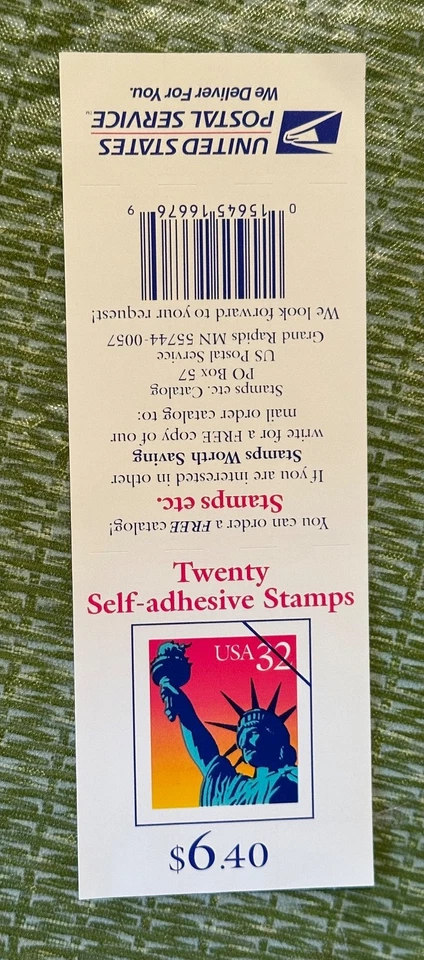 UNITED STATES
POSTAL SERVICE™
We Deliver For You.
You can order a FREE catalog!
Stamps etc.
If you are interested in other
Stamps Worth Saving
write for a FREE copy of our
mail order catalog to:
Stamps etc. Catalog
PO Box 57
US Postal Service
Grand Rapids MN 55744-0057
We look forward to your request!
0 15645 16676 9
Twenty
Self-adhesive Stamps
USA 32
$6.40